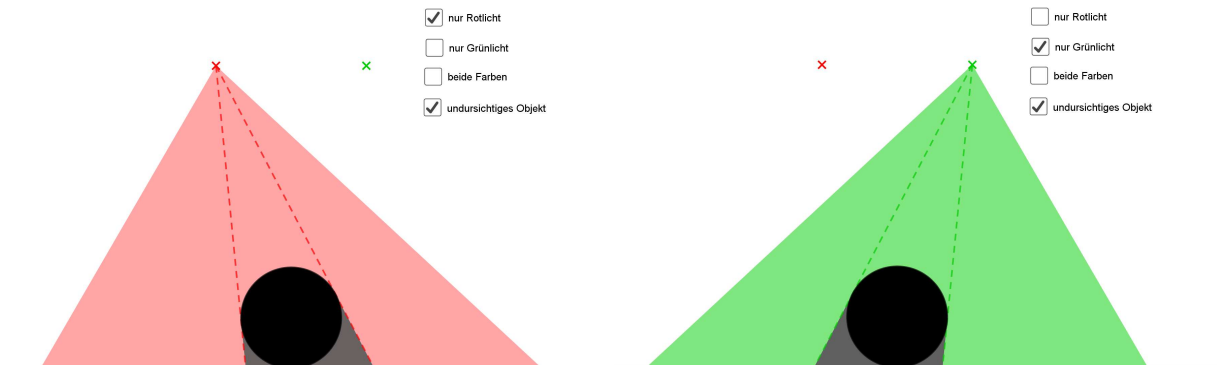 nur Rotlicht
nur Grünlicht
beide Farben
undursichtiges Objekt
nur Rotlicht
nur Grünlicht
beide Farben
undursichtiges Objekt